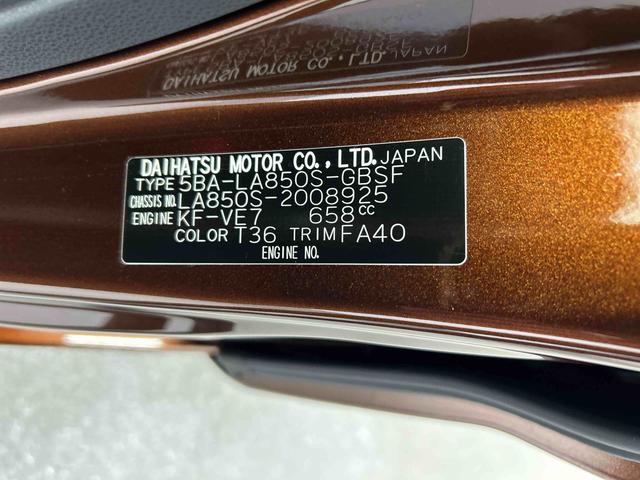 DAIHATSU MOTOR CO., LTD. JAPAN
TYPE 5BA-LA850S-GBSF
CHASSIS NO. LA850S-2008925
ENGINE KF-VE7 658CC
COLOR T36 TRIM FA40
ENGINE NO.